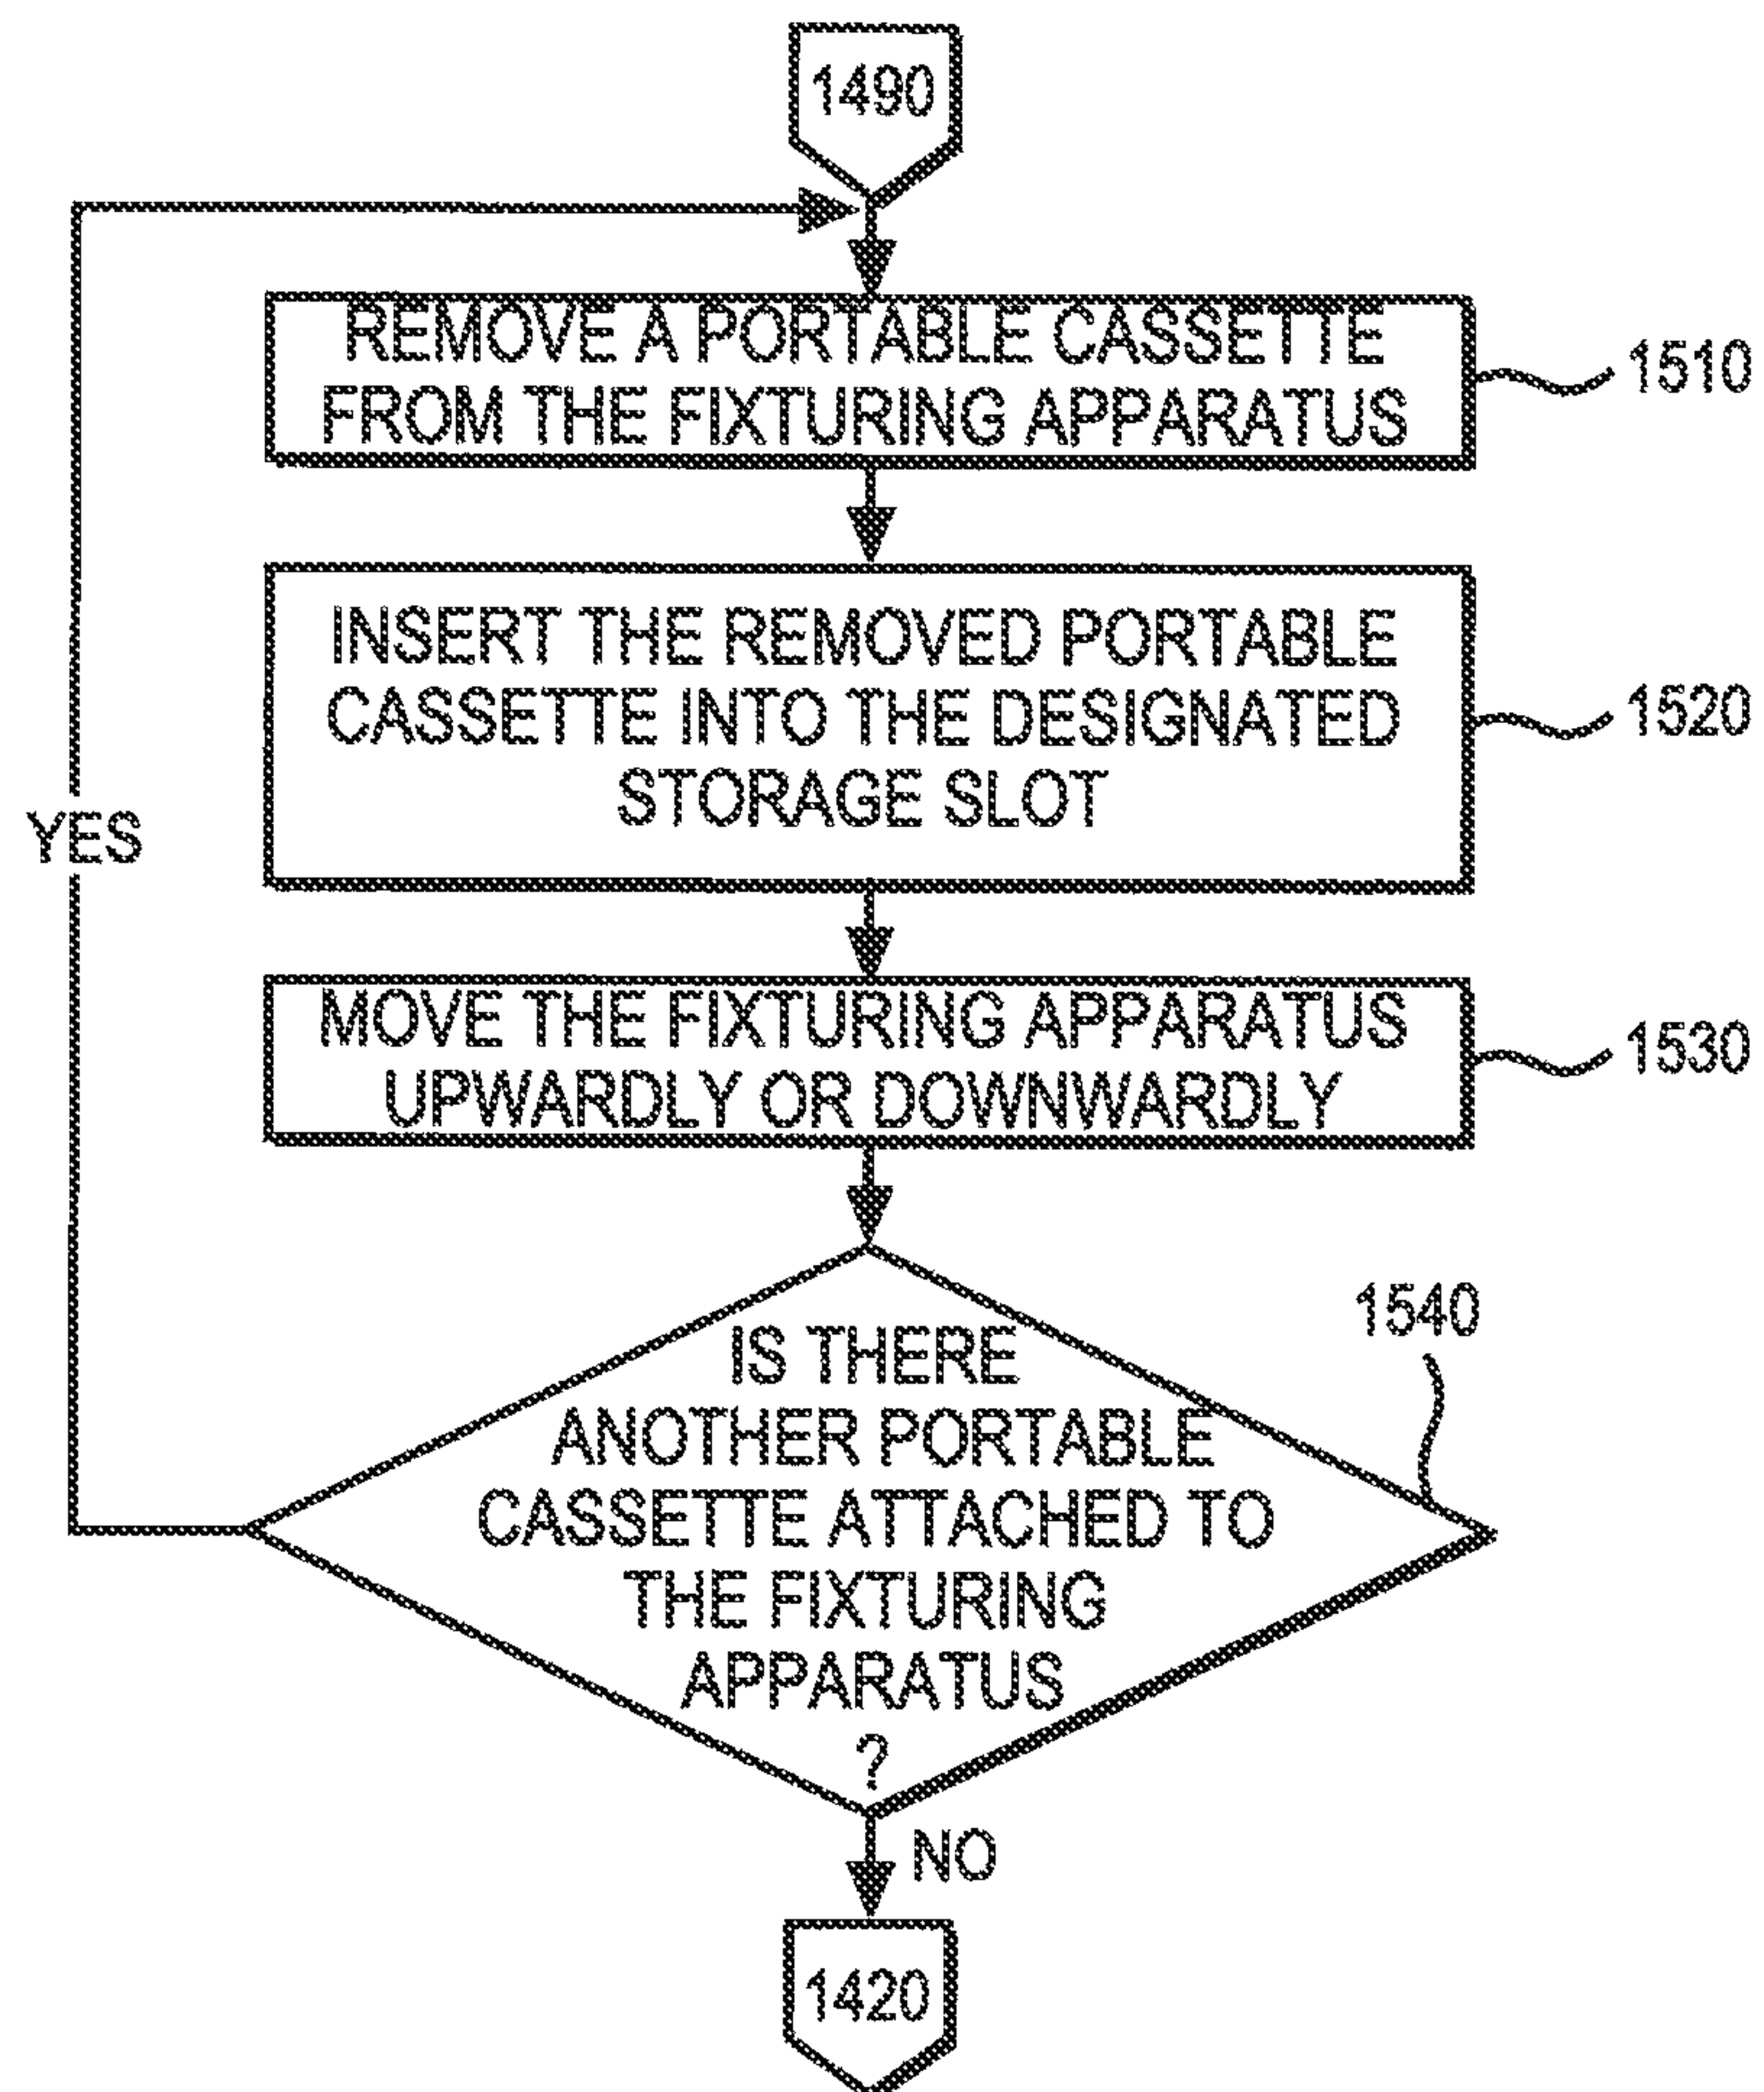 1490
REMOVE A PORTABLE CASSETTE
FROM THE FIXTURING APPARATUS
1510
INSERT THE REMOVED PORTABLE
CASSETTE INTO THE DESIGNATED
STORAGE SLOT
1520
YES
MOVE THE FIXTURING APPARATUS
UPWARDLY OR DOWNWARDLY
1530
1540
IS THERE
ANOTHER PORTABLE
CASSETTE ATTACHED TO
THE FIXTURING
APPARATUS
?
NO
1420